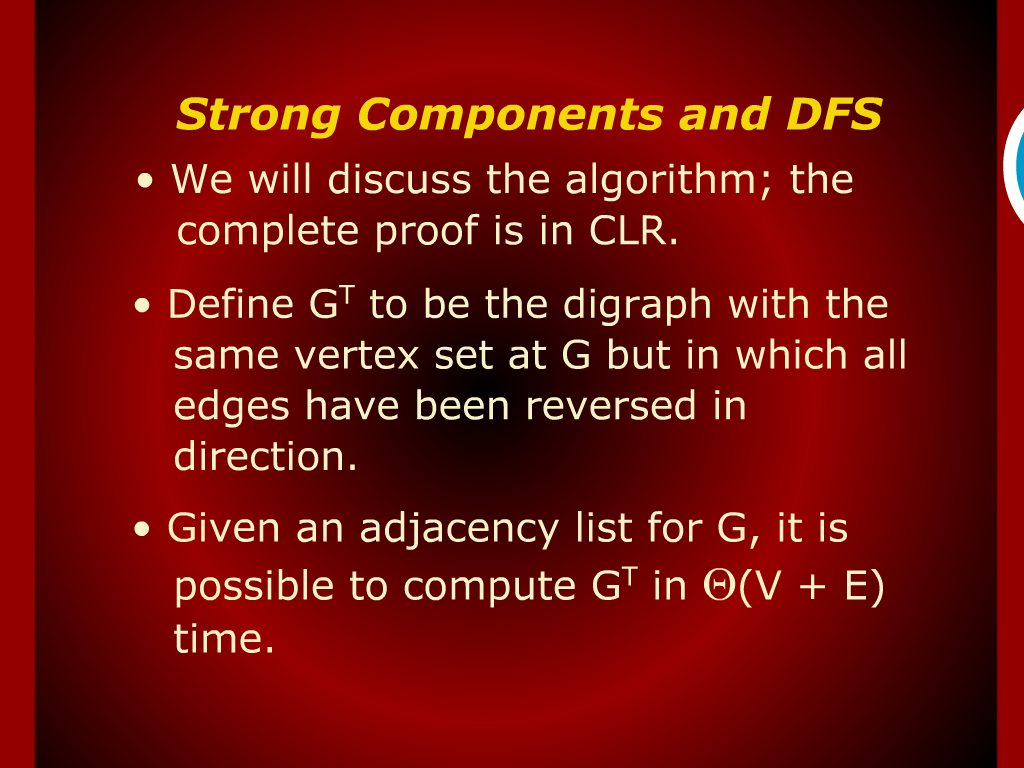 Strong Components and DFS
• We will discuss the algorithm; the
complete proof is in CLR.
• Define G^T to be the digraph with the
same vertex set at G but in which all
edges have been reversed in
direction.
• Given an adjacency list for G, it is
possible to compute G^T in Θ(V + E)
time.